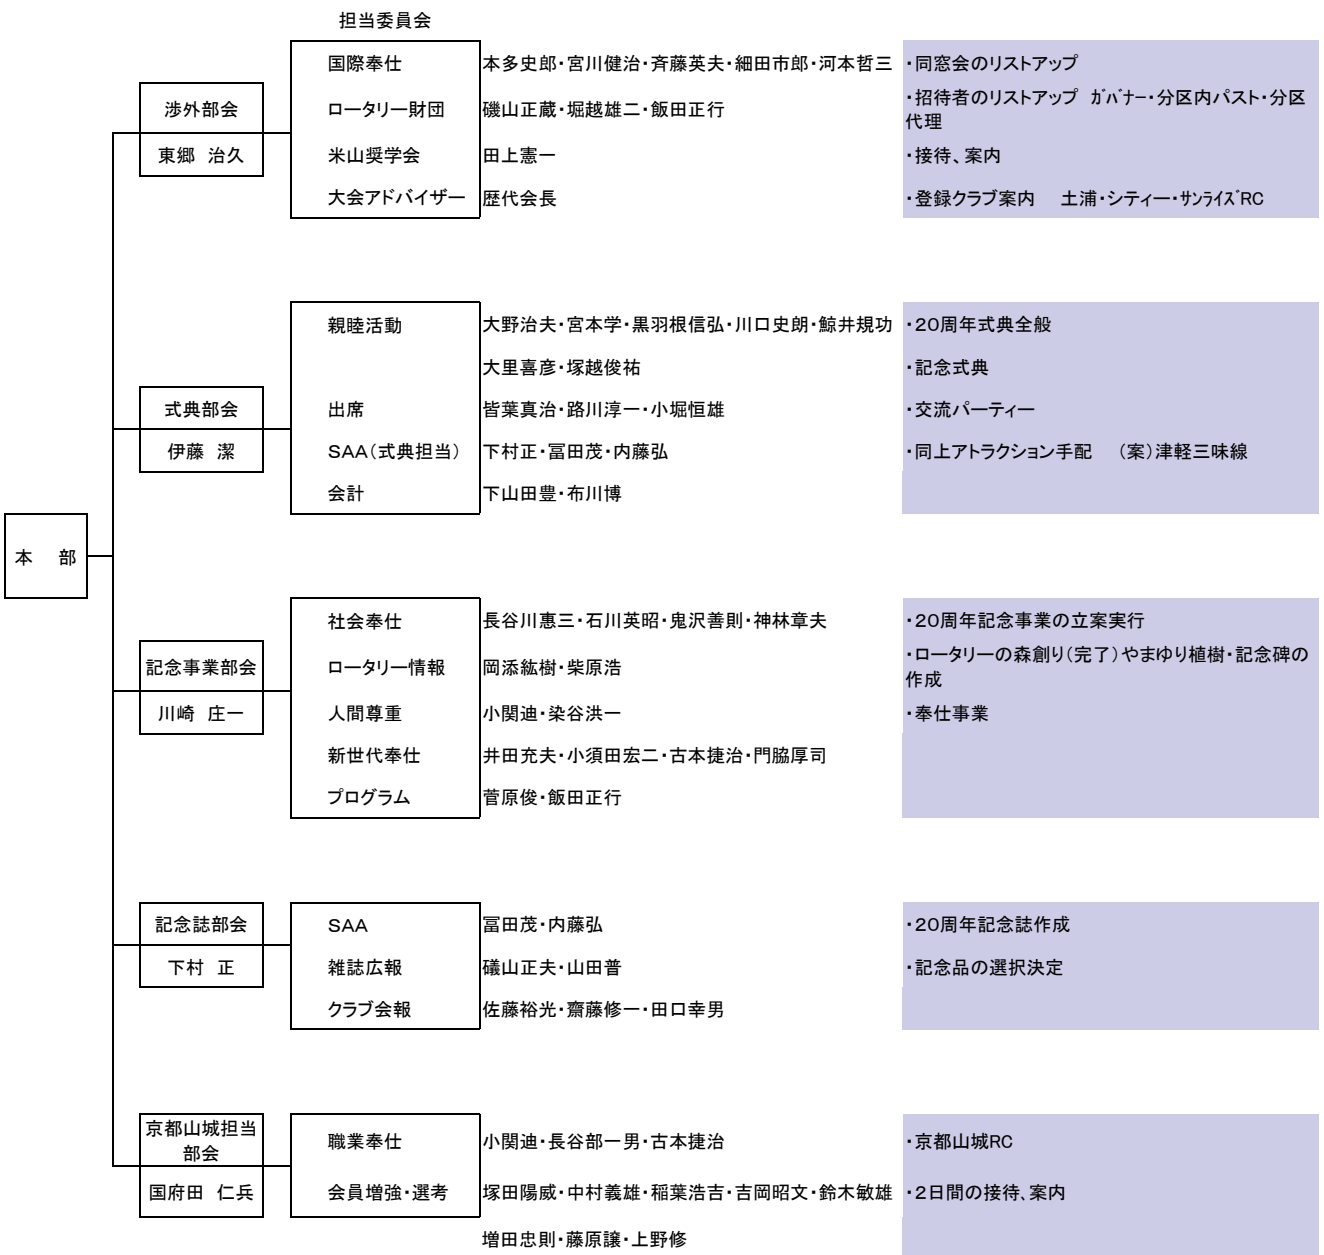 担当委員会
国際奉仕 本多史郎・宮川健治・斉藤英夫・細田市郎・河本哲三 ・同窓会のリストアップ
渉外部会 ロータリー財団 磯山正蔵・堀越雄二・飯田正行 ・招待者のリストアップ ｶﾞﾊﾞﾅｰ・分区内パスト・分区
代理
東郷 治久 米山奨学会 田上憲一 ・接待、案内
大会アドバイザー 歴代会長 ・登録クラブ案内 土浦・シティー・ｻﾝﾗｲｽﾞRC
親睦活動 大野治夫・宮本学・黒羽根信弘・川口史朗・鯨井規功 ・20周年式典全般
大里喜彦・塚越俊祐 ・記念式典
式典部会 出席 皆葉真治・路川淳一・小堀恒雄 ・交流パーティー
伊藤 潔 SAA（式典担当） 下村正・冨田茂・内藤弘 ・同上アトラクション手配 （案）津軽三味線
会計 下山田豊・布川博
本 部
社会奉仕 長谷川惠三・石川英昭・鬼沢善則・神林章夫 ・20周年記念事業の立案実行
記念事業部会 ロータリー情報 岡添紘樹・柴原浩 ・ロータリーの森創り（完了）やまゆり植樹・記念碑の
作成
川崎 庄一 人間尊重 小関迪・染谷洪一 ・奉仕事業
新世代奉仕 井田充夫・小須田宏二・古本捷治・門脇厚司
プログラム 菅原俊・飯田正行
記念誌部会 SAA 冨田茂・内藤弘 ・20周年記念誌作成
下村 正 雑誌広報 礒山正夫・山田普 ・記念品の選択決定
クラブ会報 佐藤裕光・齋藤修一・田口幸男
京都山城担当
部会 職業奉仕 小関迪・長谷部一男・古本捷治 ・京都山城RC
国府田 仁兵 会員増強・選考 塚田陽威・中村義雄・稲葉浩吉・吉岡昭文・鈴木敏雄 ・2日間の接待、案内
増田忠則・藤原譲・上野修